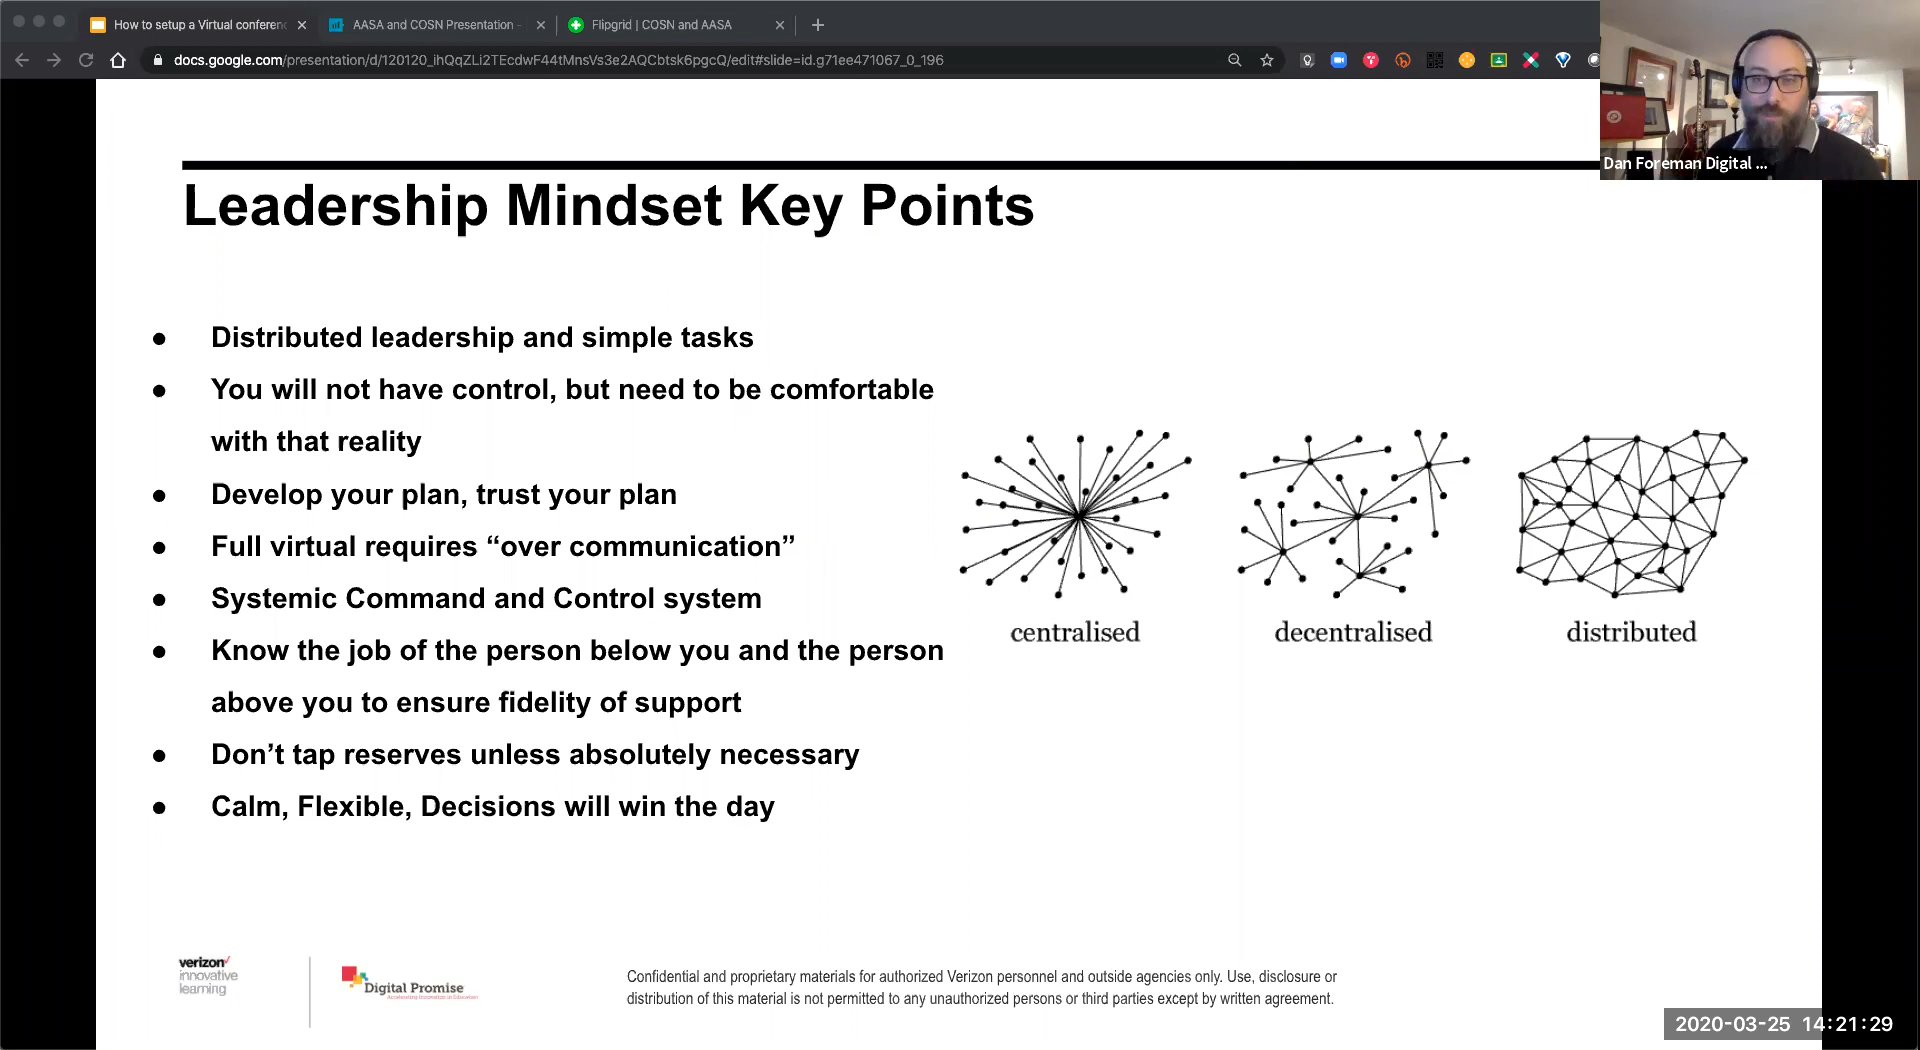 How to setup a Virtual conferenc
AASA and COSN Presentation -
Flipgrid | COSN and AASA
docs.google.com/presentation/d/120120_ihQqZLi2TEcdwF44tMnsVs3e2AQCbtsk6pgcQ/edit#slide=id.g71ee471067_0_196
Dan Foreman Digital ...
Leadership Mindset Key Points
● Distributed leadership and simple tasks
● You will not have control, but need to be comfortable
with that reality
● Develop your plan, trust your plan
● Full virtual requires “over communication”
● Systemic Command and Control system
● Know the job of the person below you and the person
above you to ensure fidelity of support
● Don’t tap reserves unless absolutely necessary
● Calm, Flexible, Decisions will win the day
centralised
decentralised
distributed
verizon
innovative
learning
Digital Promise
Accelerating Innovation in Education
Confidential and proprietary materials for authorized Verizon personnel and outside agencies only. Use, disclosure or
distribution of this material is not permitted to any unauthorized persons or third parties except by written agreement.
2020-03-25 14:21:29